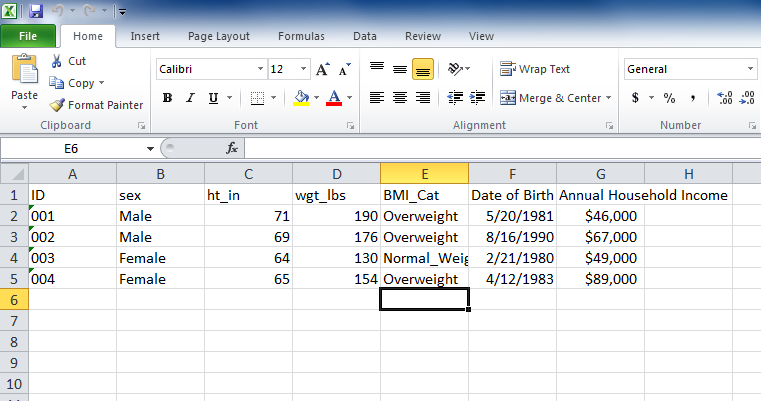 File Home Insert Page Layout Formulas Data Review View
Cut
Copy
Format Painter
Paste
Clipboard
Calibri 12 A A
B I U A
Font
Wrap Text
Merge & Center
Alignment
General
$ % , .00 .0
Number
E6 fx
A B C D E F G H
1 ID sex ht_in wgt_lbs BMI_Cat Date of Birth Annual Household Income
2 001 Male 71 190 Overweight 5/20/1981 $46,000
3 002 Male 69 176 Overweight 8/16/1990 $67,000
4 003 Female 64 130 Normal_Weig 2/21/1980 $49,000
5 004 Female 65 154 Overweight 4/12/1983 $89,000
6
7
8
9
10